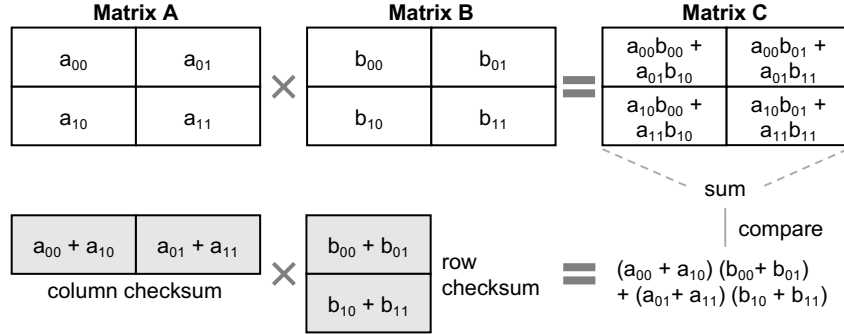 Matrix A
Matrix B
Matrix C
a₀₀ a₀₁
a₁₀ a₁₁
×
b₀₀ b₀₁
b₁₀ b₁₁
=
a₀₀b₀₀ +
a₀₁b₁₀
a₀₀b₀₁ +
a₀₁b₁₁
a₁₀b₀₀ +
a₁₁b₁₀
a₁₀b₀₁ +
a₁₁b₁₁
sum
compare
a₀₀ + a₁₀ a₀₁ + a₁₁
column checksum
×
b₀₀ + b₀₁
b₁₀ + b₁₁
row
checksum
=
(a₀₀ + a₁₀) (b₀₀+ b₀₁)
+ (a₀₁+ a₁₁) (b₁₀ + b₁₁)